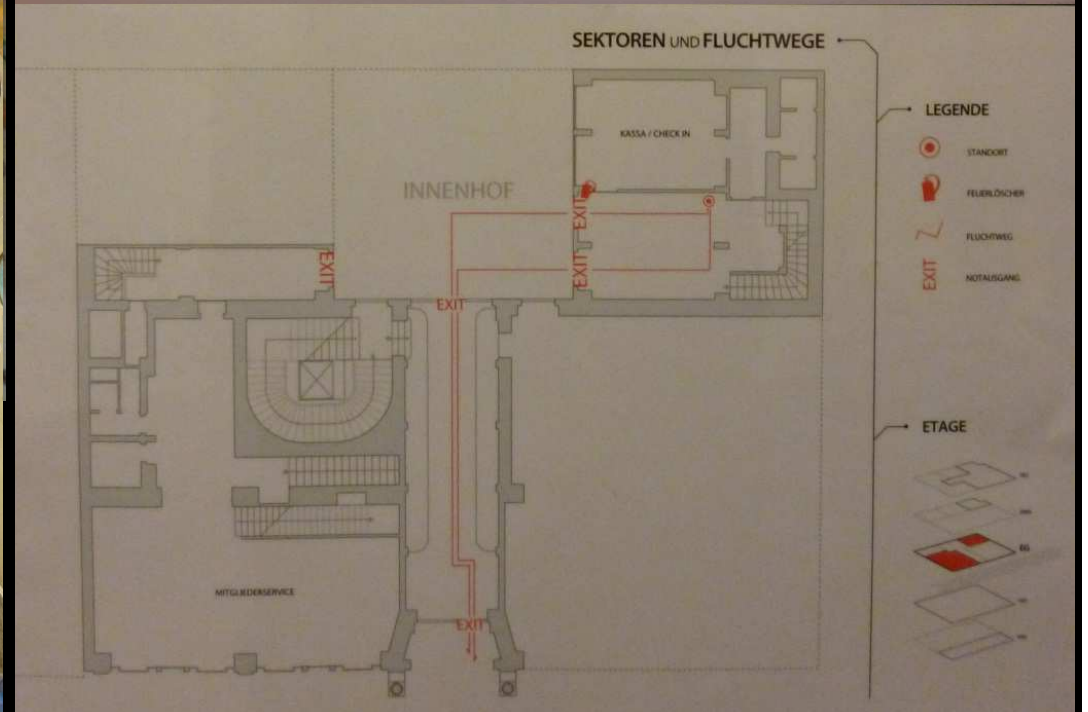 SEKTOREN UND FLUCHTWEGE
LEGENDE
STANDORT
FEUERLÖSCHER
FLUCHTWEG
EXIT NOTAUSGANG
KASSA / CHECK IN
INNENHOF
EXIT
EXIT
EXIT
EXIT
MITGLIEDERSERVICE
EXIT
ETAGE
EG